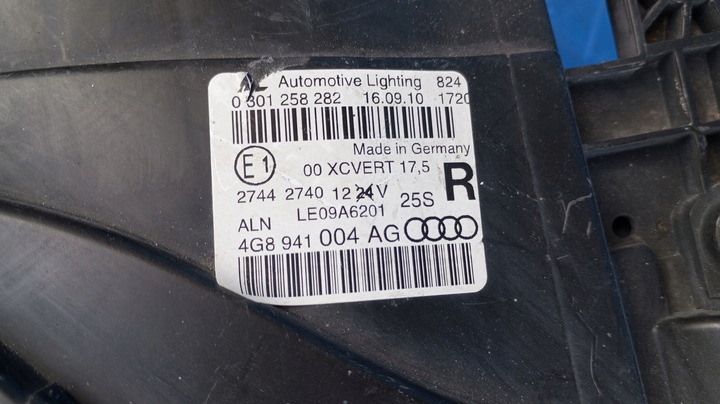 AL Automotive Lighting 824
0 301 258 282 16.09.10 1720
Made in Germany
E1 00 XCVERT 17,5 R
2744 2740 12 24 V 25S
LE09A6201
ALN
4G8 941 004 AG